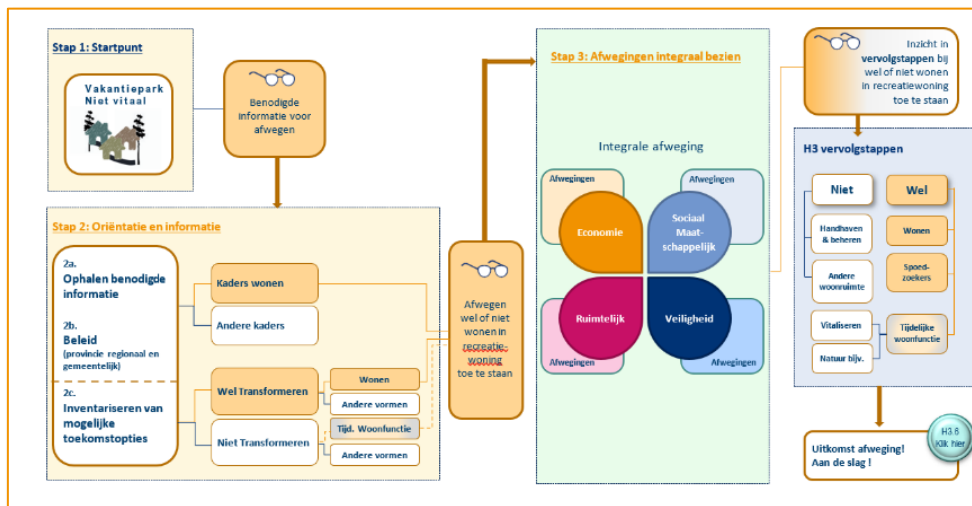 Stap 1: Startpunt
Vakantiepark
Niet vitaal
Benodigde
informatie voor
afwegen
Stap 2: Oriëntatie en informatie
2a.
Ophalen benodigde
informatie
2b.
Beleid
(provincie regionaal en
gemeentelijk)
2c.
Inventariseren van
mogelijke
toekomstopties
Kaders wonen
Andere kaders
Wel Transformeren
Niet Transformeren
Wonen
Andere vormen
Tijd. Woonfunctie
Andere vormen
Afwegen
wel of niet
wonen in
recreatie-
woning
toe te staan
Stap 3: Afwegingen integraal bezien
Integrale afweging
Afwegingen
Afwegingen
Economie
Sociaal
Maat-
schappelijk
Ruimtelijk
Veiligheid
Afwegingen
Afwegingen
Inzicht in
vervolgstappen bij
wel of niet wonen
in recreatiewoning
toe te staan
H3 vervolgstappen
Niet
Wel
Handhaven
& beheren
Wonen
Andere
woonruimte
Spoed-
zoekers
Vitaliseren
Natuur bijv.
Tijdelijke
woonfunctie
Uitkomst afweging!
Aan de slag !
H3.6
Klik hier